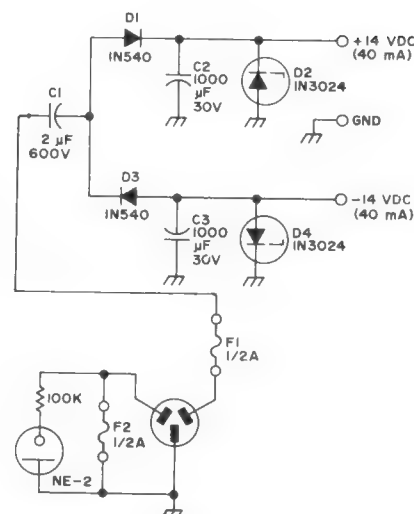 D1
1N540
+14 VDC
(40 mA)
C2
1000
µF
30V
D2
1N3024
C1
2 µF
600V
GND
D3
1N540
-14 VDC
(40 mA)
C3
1000
µF
30V
D4
1N3024
F1
1/2A
100K
F2
1/2A
NE-2